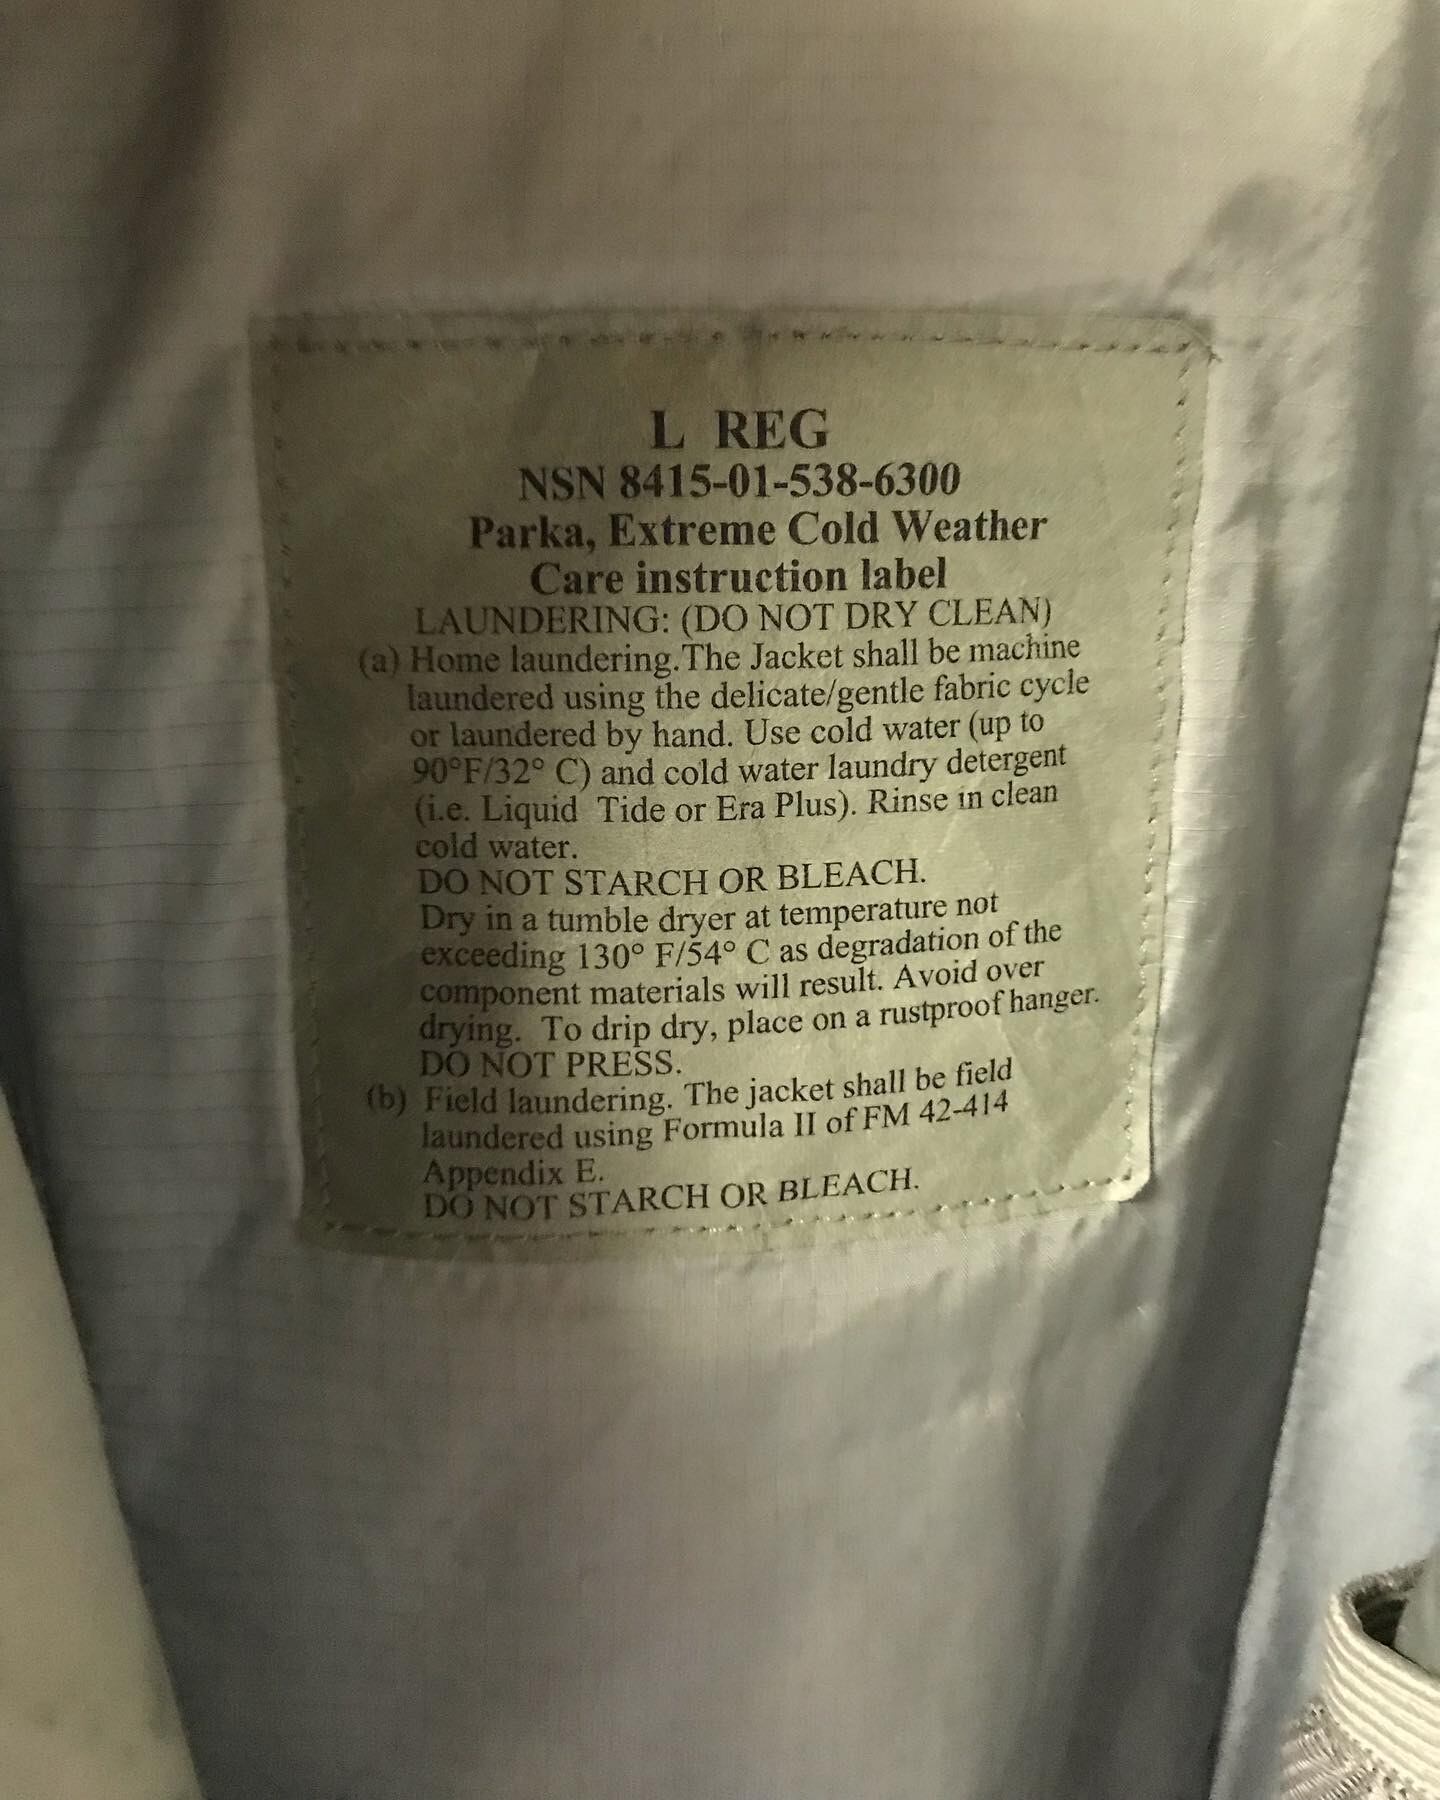 L REG
NSN 8415-01-538-6300
Parka, Extreme Cold Weather
Care instruction label
LAUNDERING: (DO NOT DRY CLEAN)
(a) Home laundering.The Jacket shall be machine
laundered using the delicate/gentle fabric cycle
or laundered by hand. Use cold water (up to
90°F/32° C) and cold water laundry detergent
(i.e. Liquid Tide or Era Plus). Rinse in clean
cold water.
DO NOT STARCH OR BLEACH.
Dry in a tumble dryer at temperature not
exceeding 130° F/54° C as degradation of the
component materials will result. Avoid over
drying. To drip dry, place on a rustproof hanger.
DO NOT PRESS.
(b) Field laundering. The jacket shall be field
laundered using Formula II of FM 42-414
Appendix E.
DO NOT STARCH OR BLEACH.